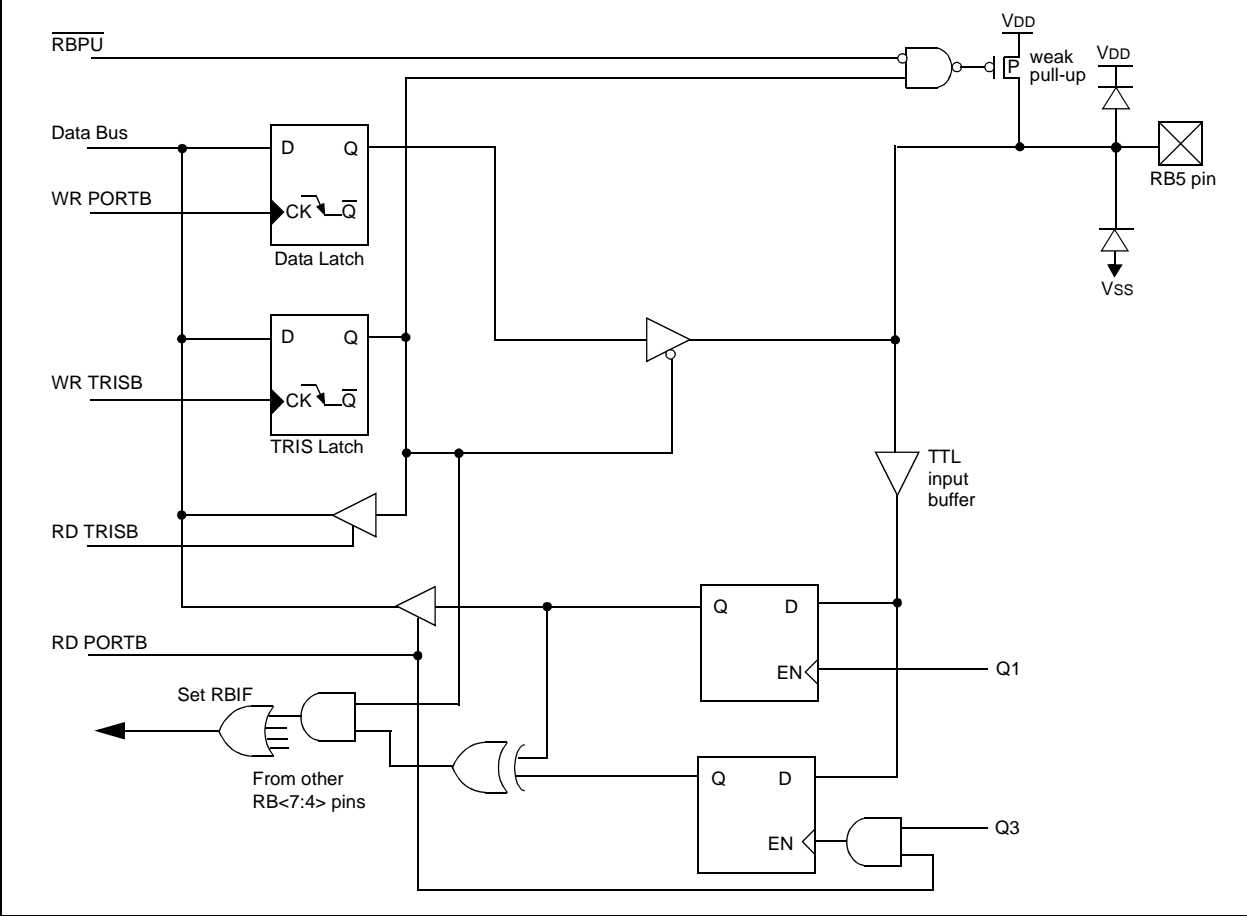 VDD
RBPU
P
weak
pull-up
VDD
Data Bus
D
Q
RB5 pin
WR PORTB
CK
Q
Data Latch
VSS
D
Q
WR TRISB
CK
Q
TRIS Latch
TTL
input
buffer
RD TRISB
Q
D
RD PORTB
EN
Q1
Set RBIF
From other
RB<7:4> pins
Q
D
EN
Q3